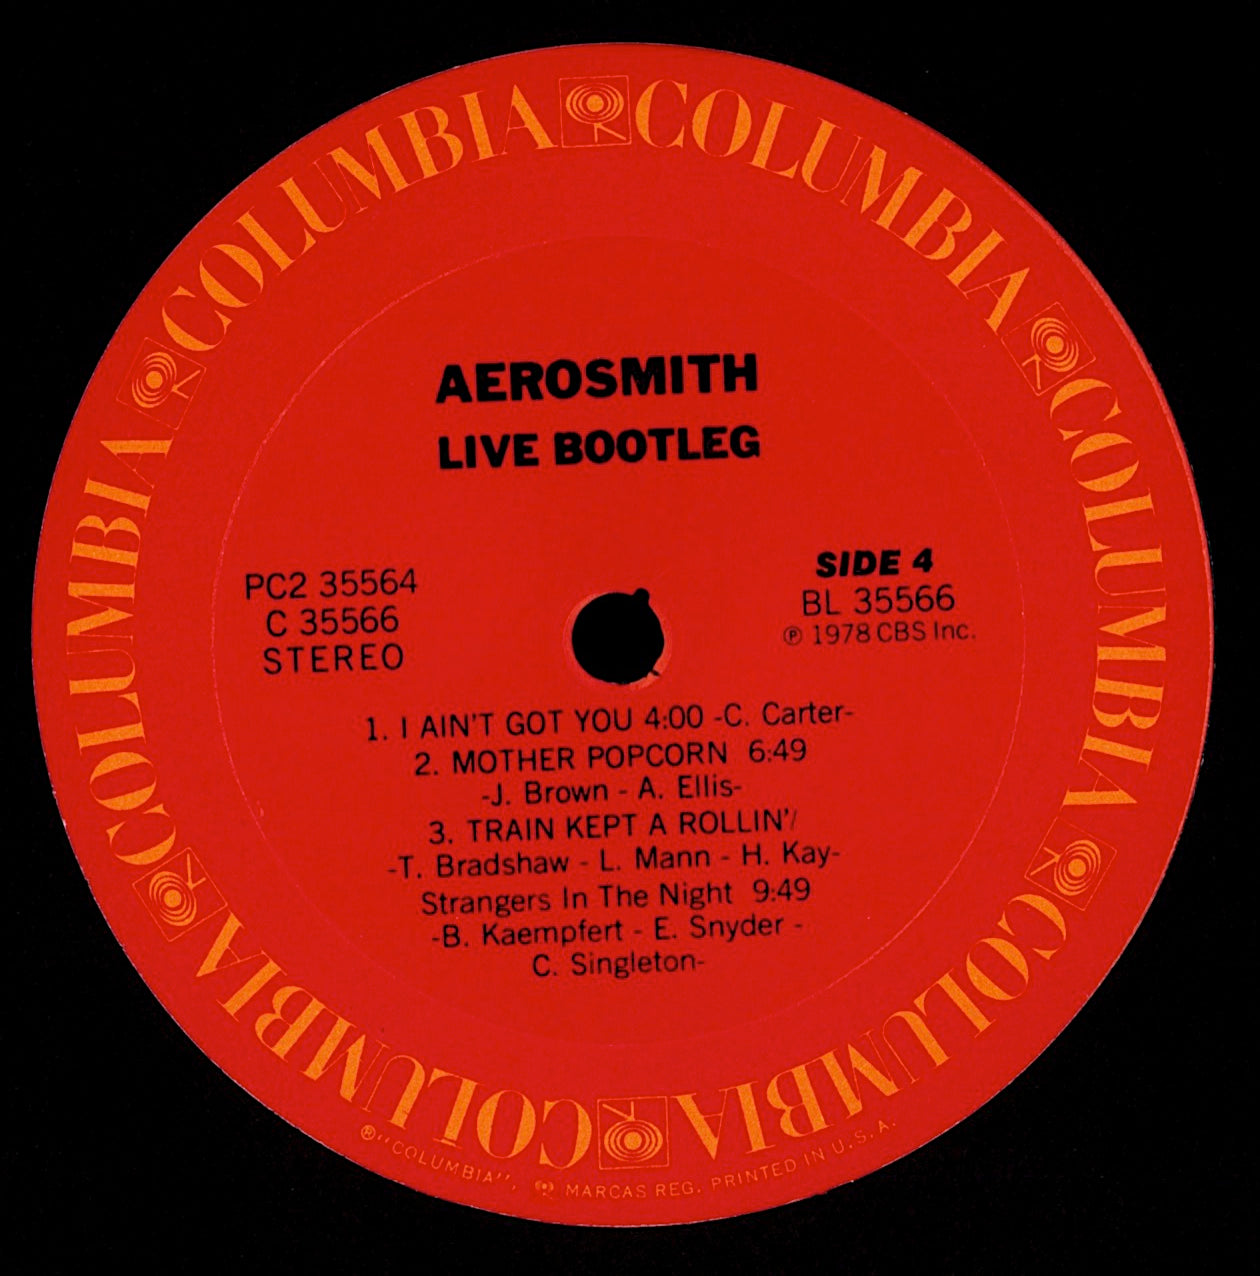 COLUMBIA COLUMBIA COLUMBIA COLUMBIA COLUMBIA COLUMBIA
AEROSMITH
LIVE BOOTLEG
PC2 35564
C 35566
STEREO
SIDE 4
BL 35566
℗ 1978 CBS Inc.
1. I AIN'T GOT YOU 4:00 -C. Carter-
2. MOTHER POPCORN 6:49
-J. Brown - A. Ellis-
3. TRAIN KEPT A ROLLIN'/
-T. Bradshaw - L. Mann - H. Kay-
Strangers In The Night 9:49
-B. Kaempfert - E. Snyder -
C. Singleton-
®"COLUMBIA", MARCAS REG. PRINTED IN U.S.A.